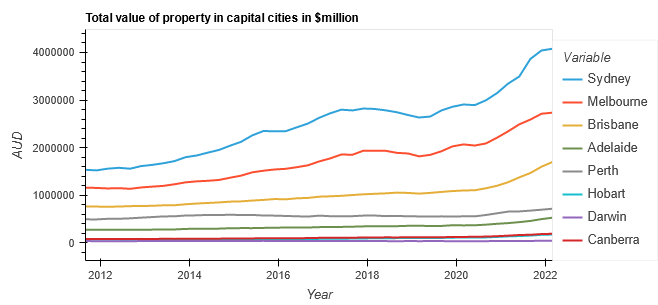 Total value of property in capital cities in $million
4000000
3000000
2000000
1000000
0
AUD
2012
2014
2016
2018
2020
2022
Year
Variable
Sydney
Melbourne
Brisbane
Adelaide
Perth
Hobart
Darwin
Canberra